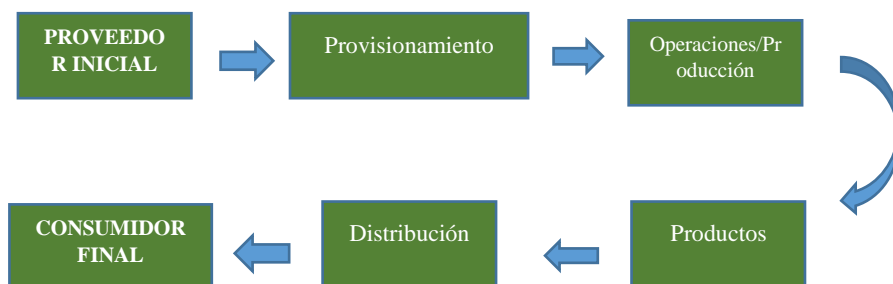 PROVEEDO
R INICIAL
Provisionamiento
Operaciones/Pr
oducción
CONSUMIDOR
FINAL
Distribución
Productos